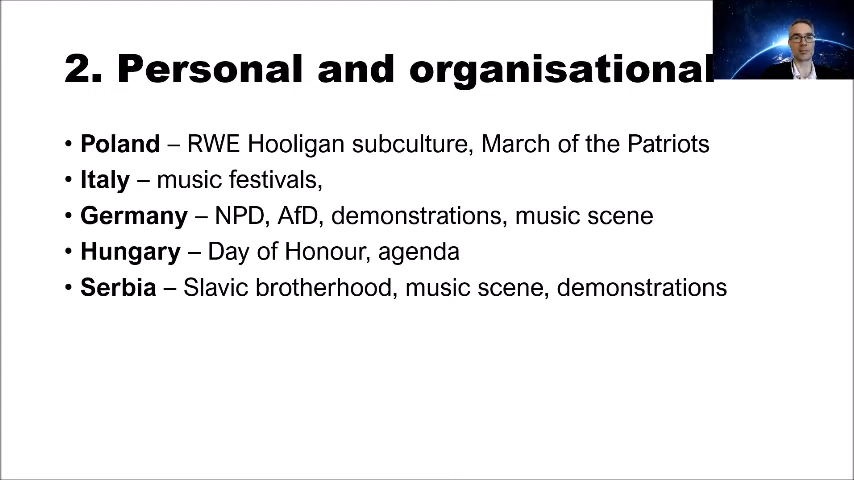 2. Personal and organisational
• Poland – RWE Hooligan subculture, March of the Patriots
• Italy – music festivals,
• Germany – NPD, AfD, demonstrations, music scene
• Hungary – Day of Honour, agenda
• Serbia – Slavic brotherhood, music scene, demonstrations